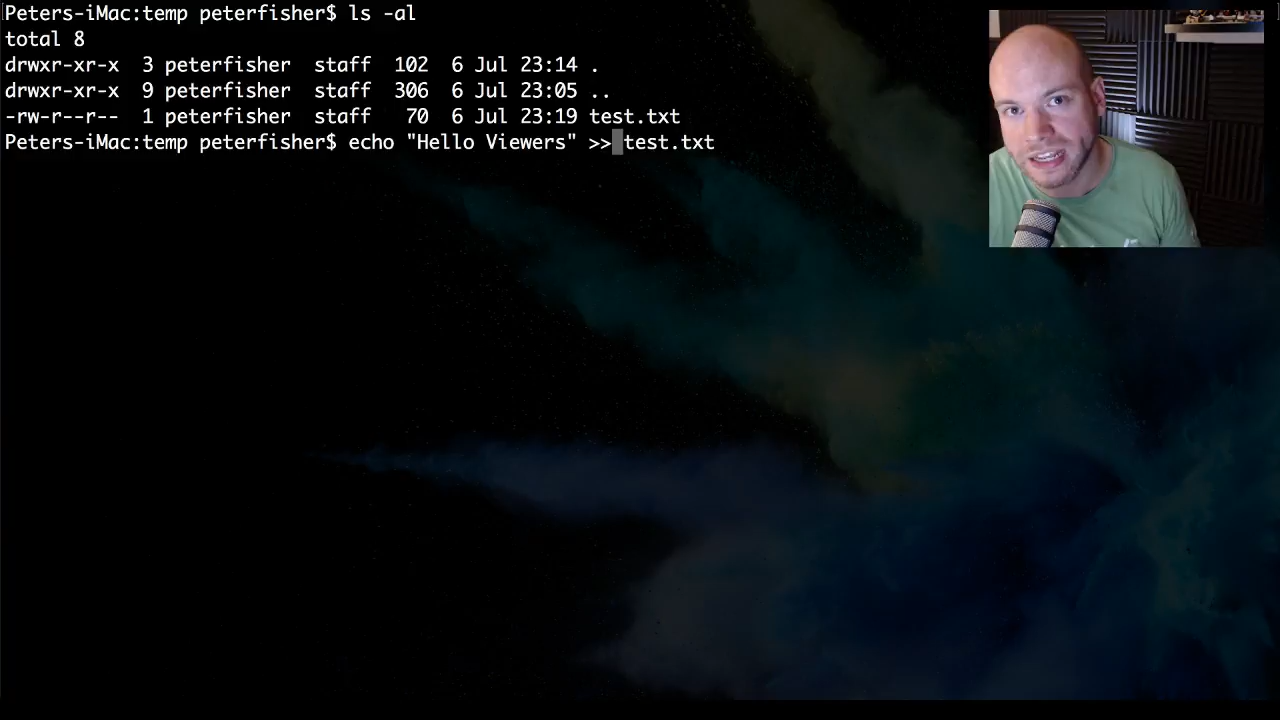 Peters-iMac:temp peterfisher$ ls -al
total 8
drwxr-xr-x  3 peterfisher  staff  102  6 Jul 23:14 .
drwxr-xr-x  9 peterfisher  staff  306  6 Jul 23:05 ..
-rw-r--r--  1 peterfisher  staff   70  6 Jul 23:19 test.txt
Peters-iMac:temp peterfisher$ echo "Hello Viewers" >> test.txt